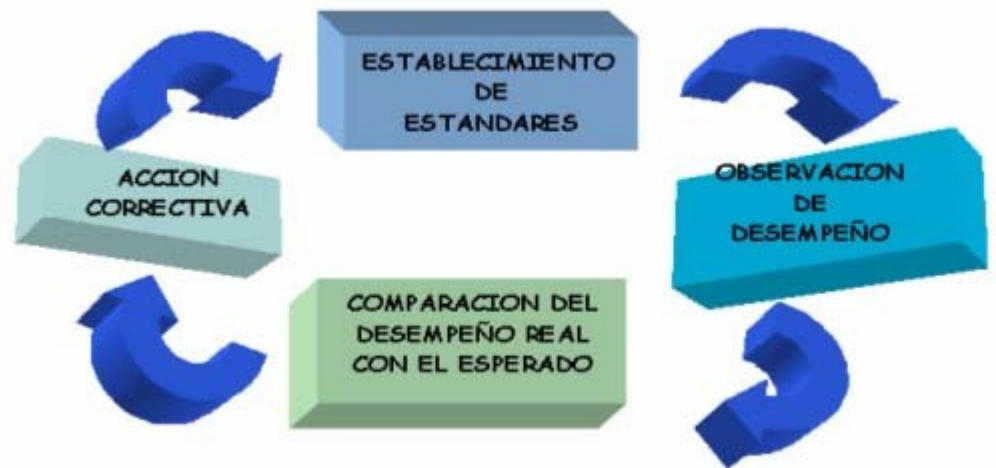 ESTABLECIMIENTO
DE
ESTANDARES
ACCION
CORRECTIVA
OBSERVACION
DE
DESEMPEÑO
COMPARACION DEL
DESEMPEÑO REAL
CON EL ESPERADO